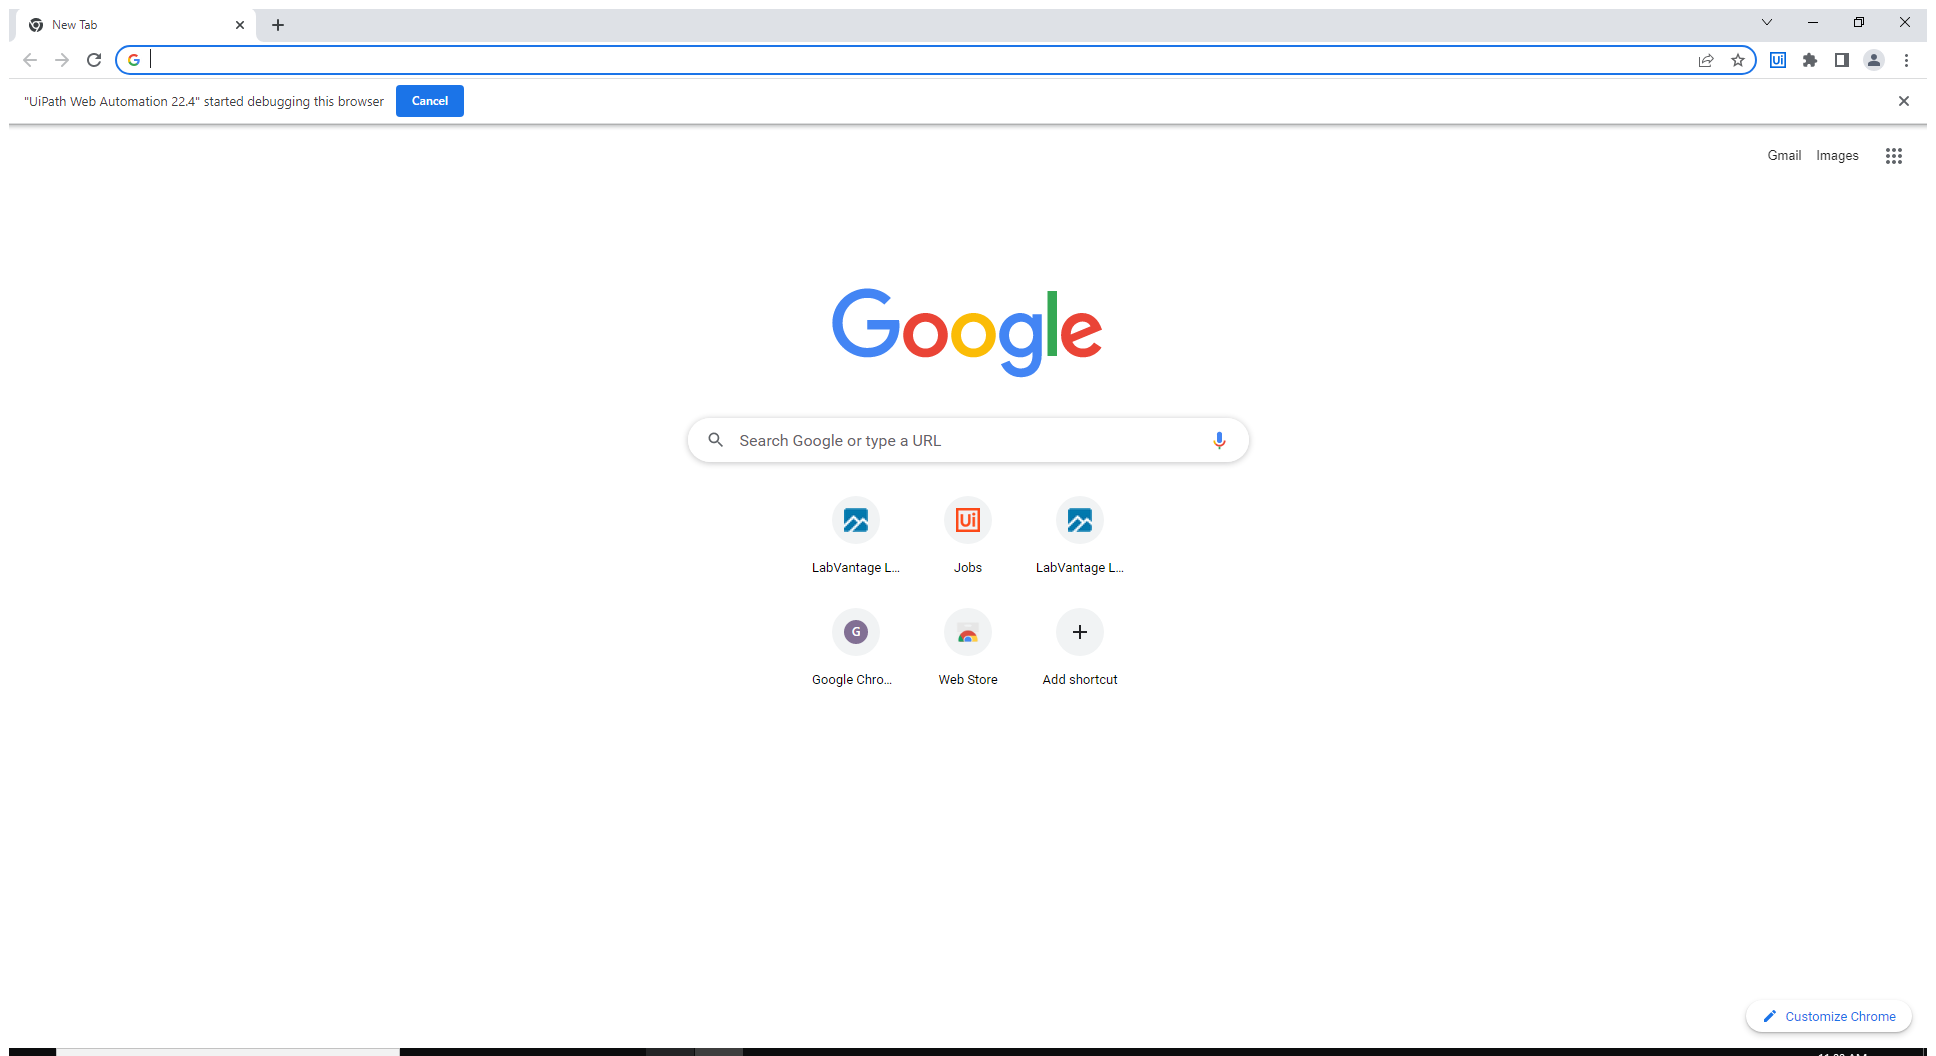 New Tab
"UiPath Web Automation 22.4" started debugging this browser
Cancel
Gmail Images
Google
Search Google or type a URL
LabVantage L...
Jobs
LabVantage L...
Google Chro...
Web Store
Add shortcut
Customize Chrome